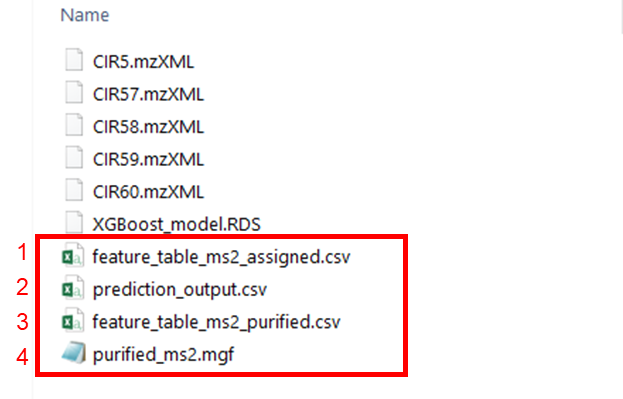 Name
CIR5.mzXML
CIR57.mzXML
CIR58.mzXML
CIR59.mzXML
CIR60.mzXML
XGBoost_model.RDS
1 feature_table_ms2_assigned.csv
2 prediction_output.csv
3 feature_table_ms2_purified.csv
4 purified_ms2.mgf